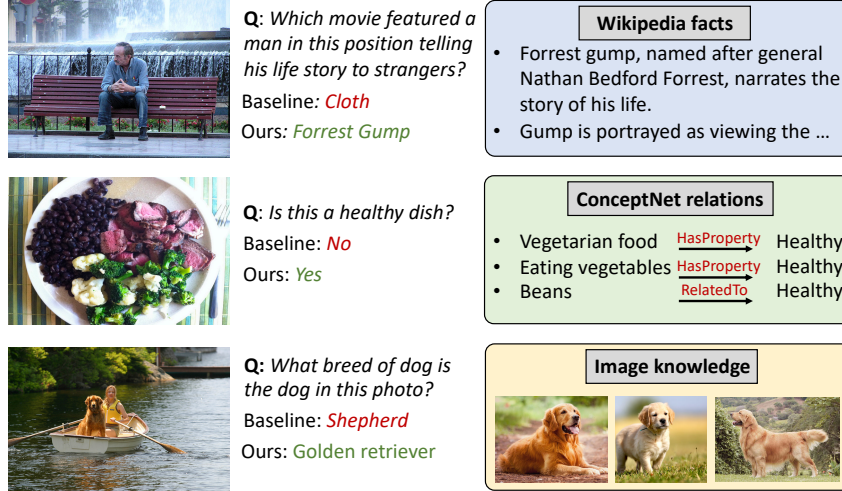 Q: Which movie featured a
man in this position telling
his life story to strangers?
Baseline: Cloth
Ours: Forrest Gump
Wikipedia facts
• Forrest gump, named after general
Nathan Bedford Forrest, narrates the
story of his life.
• Gump is portrayed as viewing the …
Q: Is this a healthy dish?
Baseline: No
Ours: Yes
ConceptNet relations
• Vegetarian food HasProperty Healthy
• Eating vegetables HasProperty Healthy
• Beans RelatedTo Healthy
Q: What breed of dog is
the dog in this photo?
Baseline: Shepherd
Ours: Golden retriever
Image knowledge